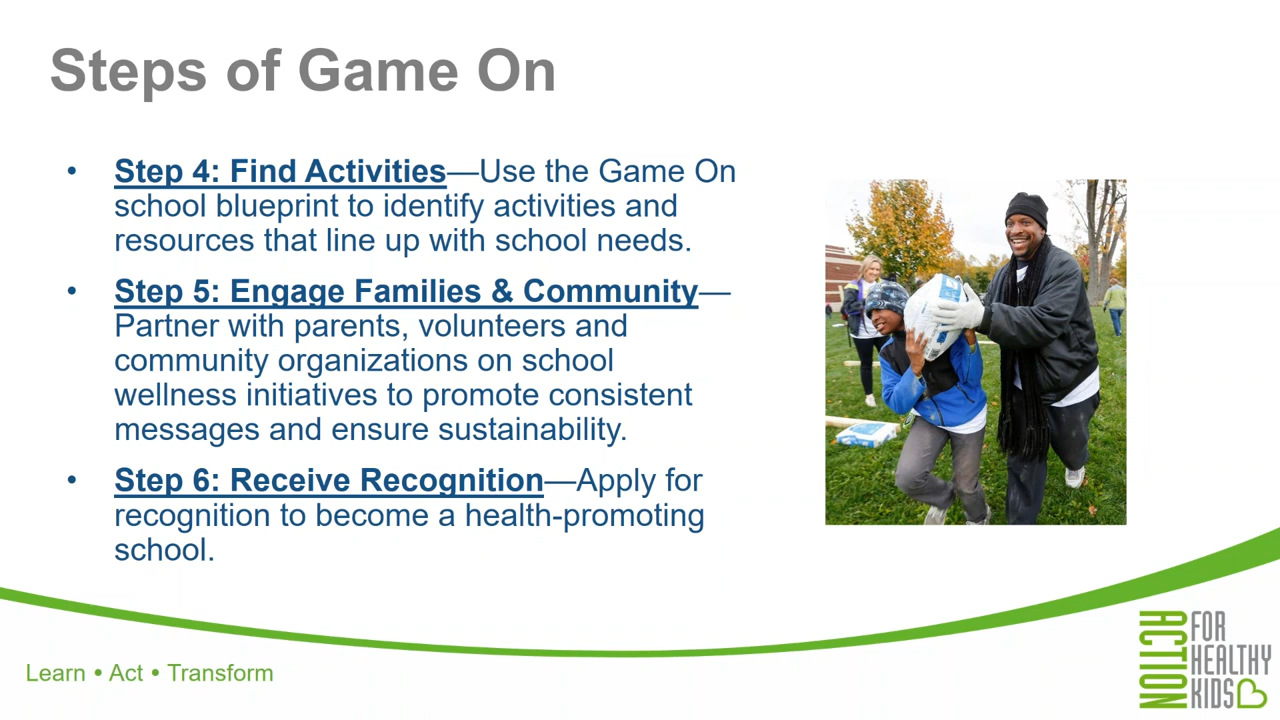 Steps of Game On
• Step 4: Find Activities—Use the Game On
school blueprint to identify activities and
resources that line up with school needs.
• Step 5: Engage Families & Community—
Partner with parents, volunteers and
community organizations on school
wellness initiatives to promote consistent
messages and ensure sustainability.
• Step 6: Receive Recognition—Apply for
recognition to become a health-promoting
school.
Learn • Act • Transform
ACTION
FOR
HEALTHY
KIDS